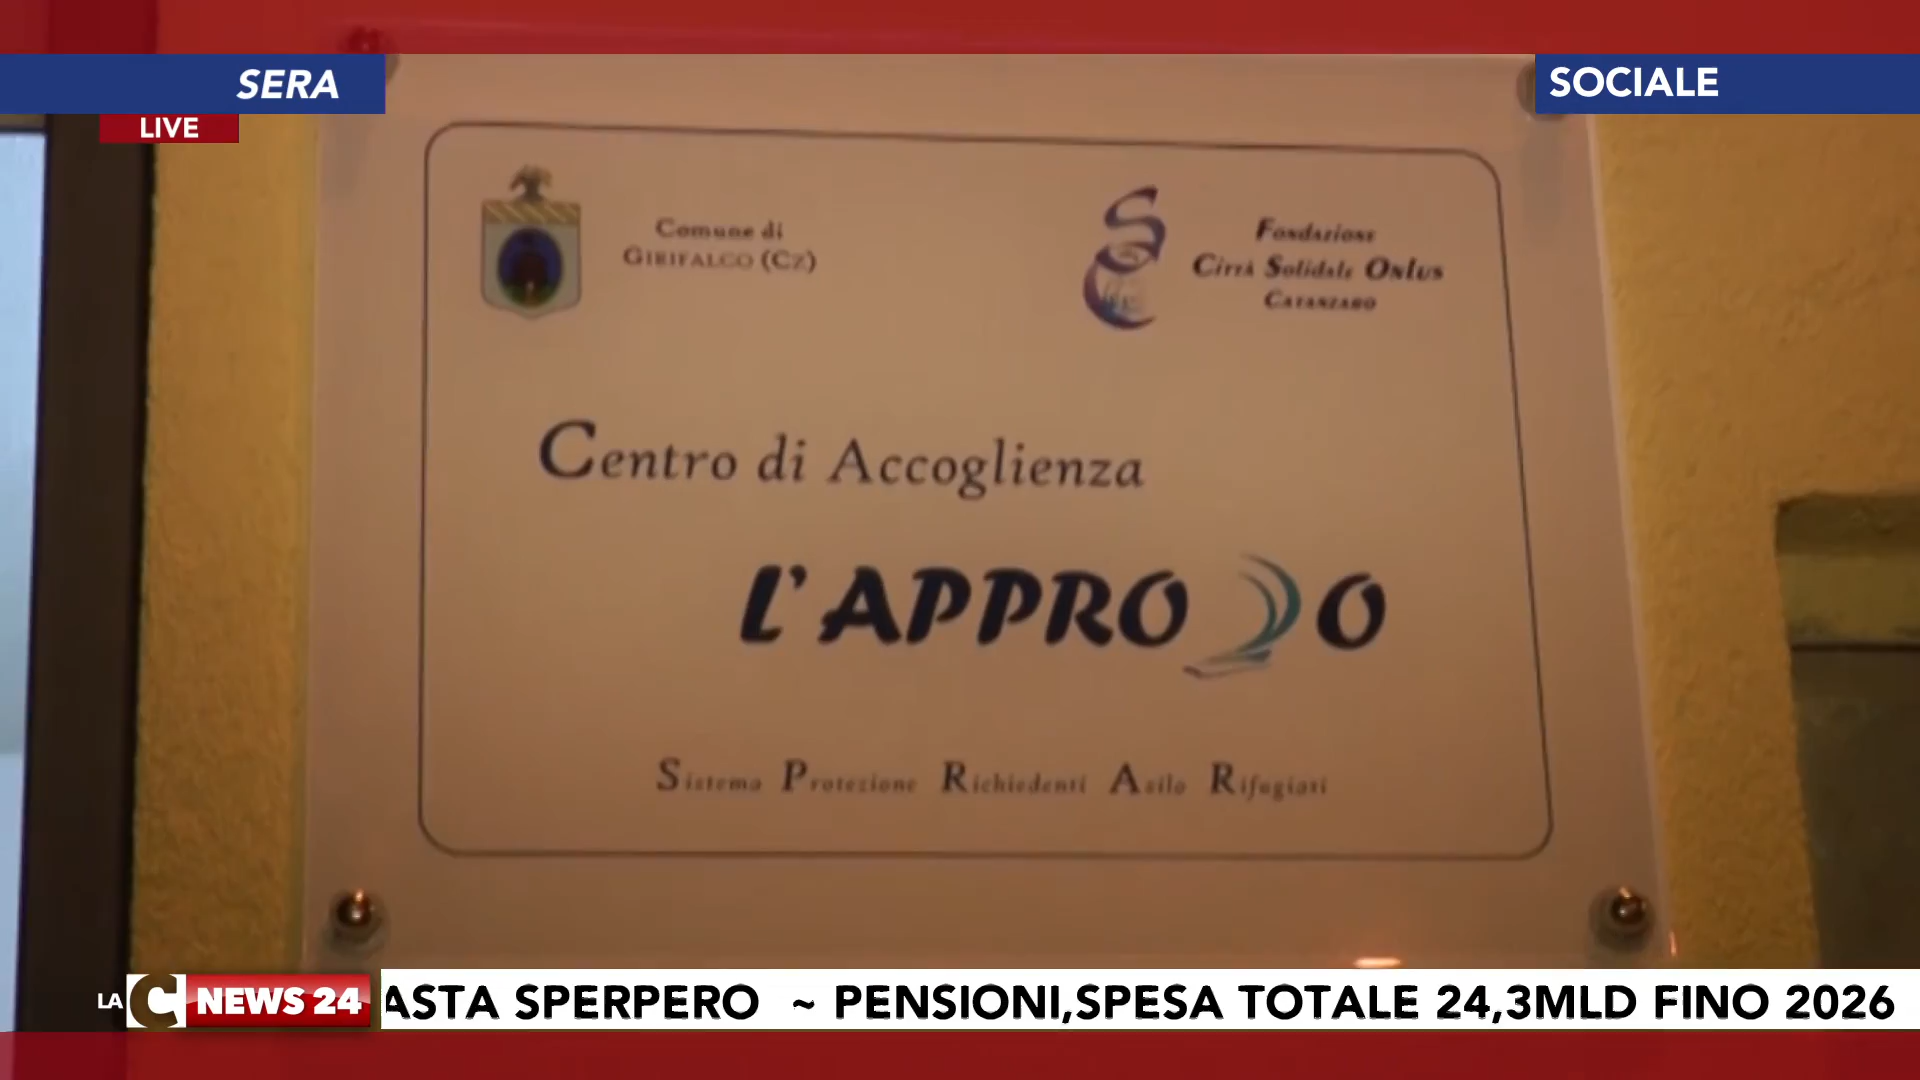 SERA
SOCIALE
LIVE
Comune di
GIRIFALCO (CZ)
Fondazione
Città Solidale Onlus
Catanzaro
Centro di Accoglienza
L'APPRODO
Sistema Protezione Richiedenti Asilo Rifugiati
LA C NEWS 24
ASTA SPERPERO ~ PENSIONI,SPESA TOTALE 24,3MLD FINO 2026